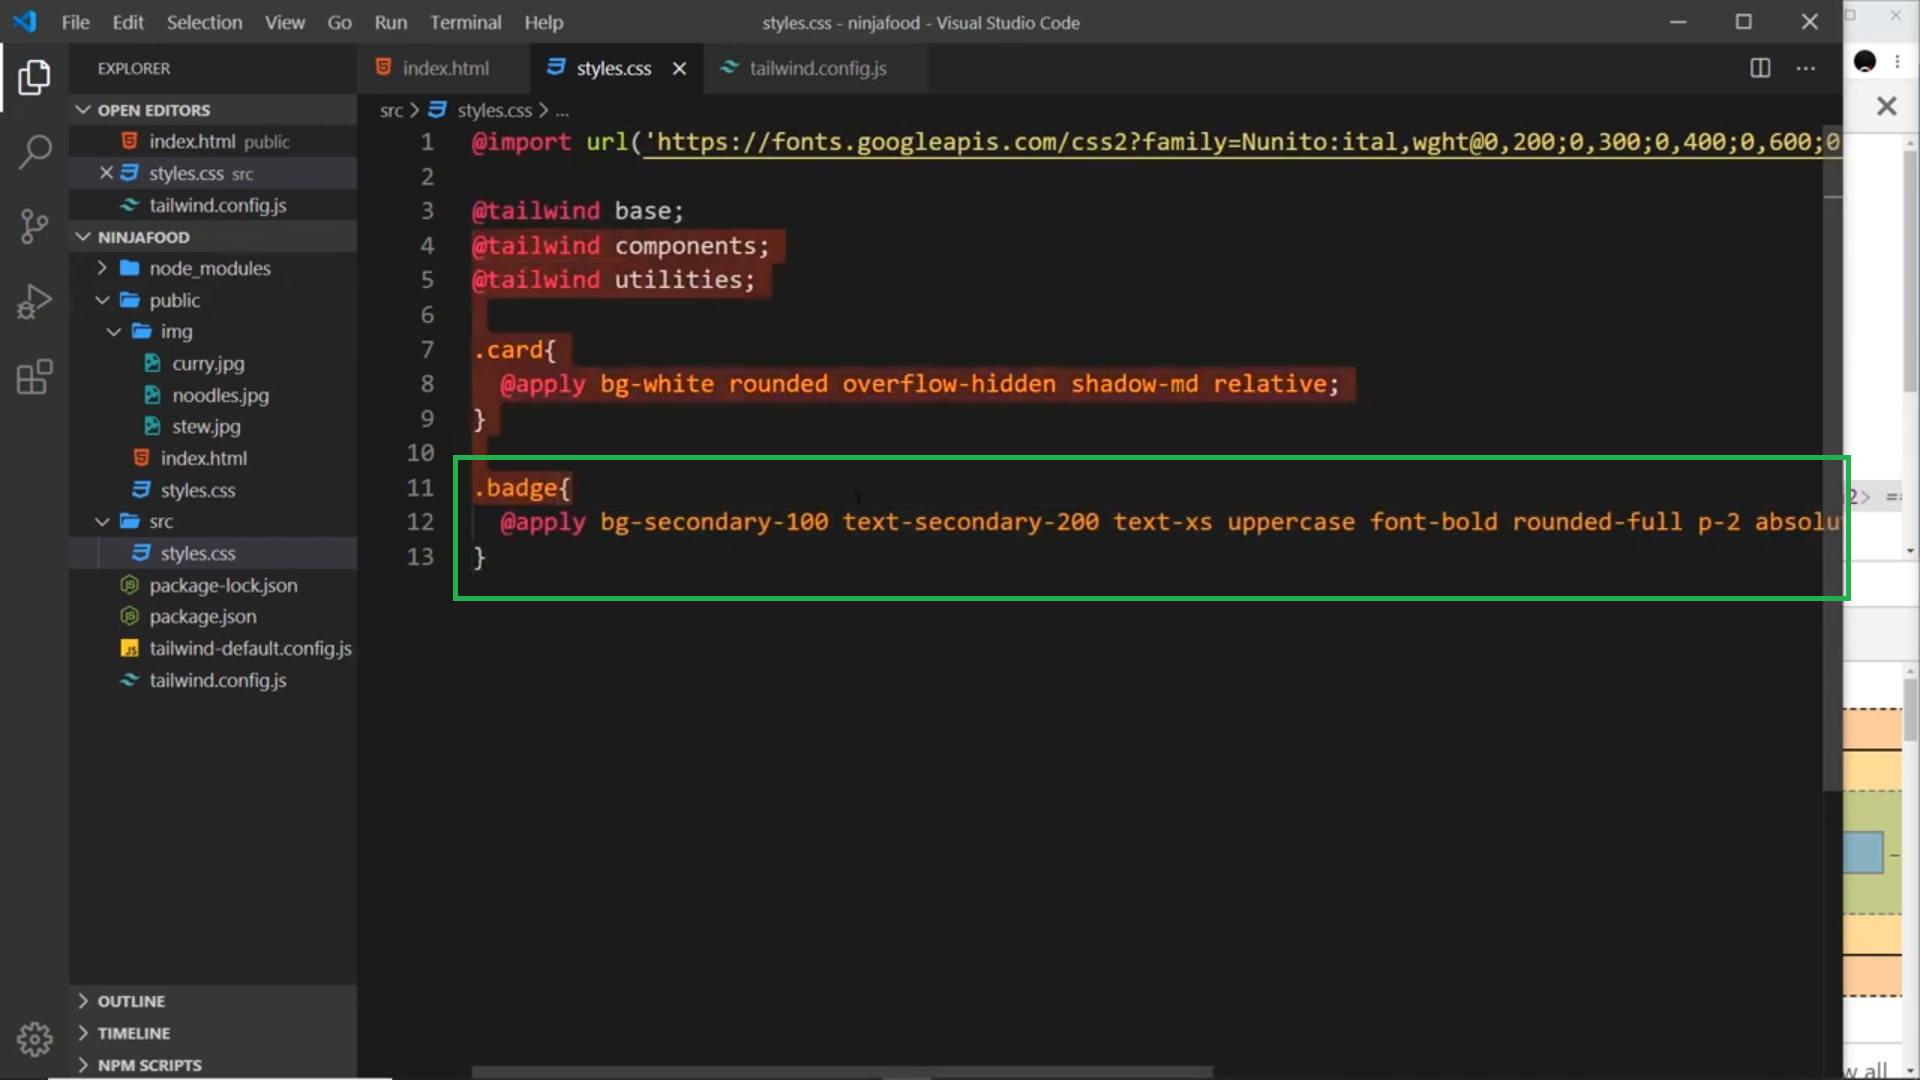 File Edit Selection View Go Run Terminal Help
styles.css - ninjafood - Visual Studio Code
EXPLORER
OPEN EDITORS
index.html public
styles.css src
tailwind.config.js
NINJAFOOD
node_modules
public
img
curry.jpg
noodles.jpg
stew.jpg
index.html
styles.css
src
styles.css
package-lock.json
package.json
JS tailwind-default.config.js
tailwind.config.js
OUTLINE
TIMELINE
NPM SCRIPTS
index.html styles.css tailwind.config.js
src > styles.css > ...
1 @import url('https://fonts.googleapis.com/css2?family=Nunito:ital,wght@0,200;0,300;0,400;0,600;0
2
3 @tailwind base;
4 @tailwind components;
5 @tailwind utilities;
6
7 .card{
8 @apply bg-white rounded overflow-hidden shadow-md relative;
9 }
10
11 .badge{
12 @apply bg-secondary-100 text-secondary-200 text-xs uppercase font-bold rounded-full p-2 absolu
13 }
2> ==
w all